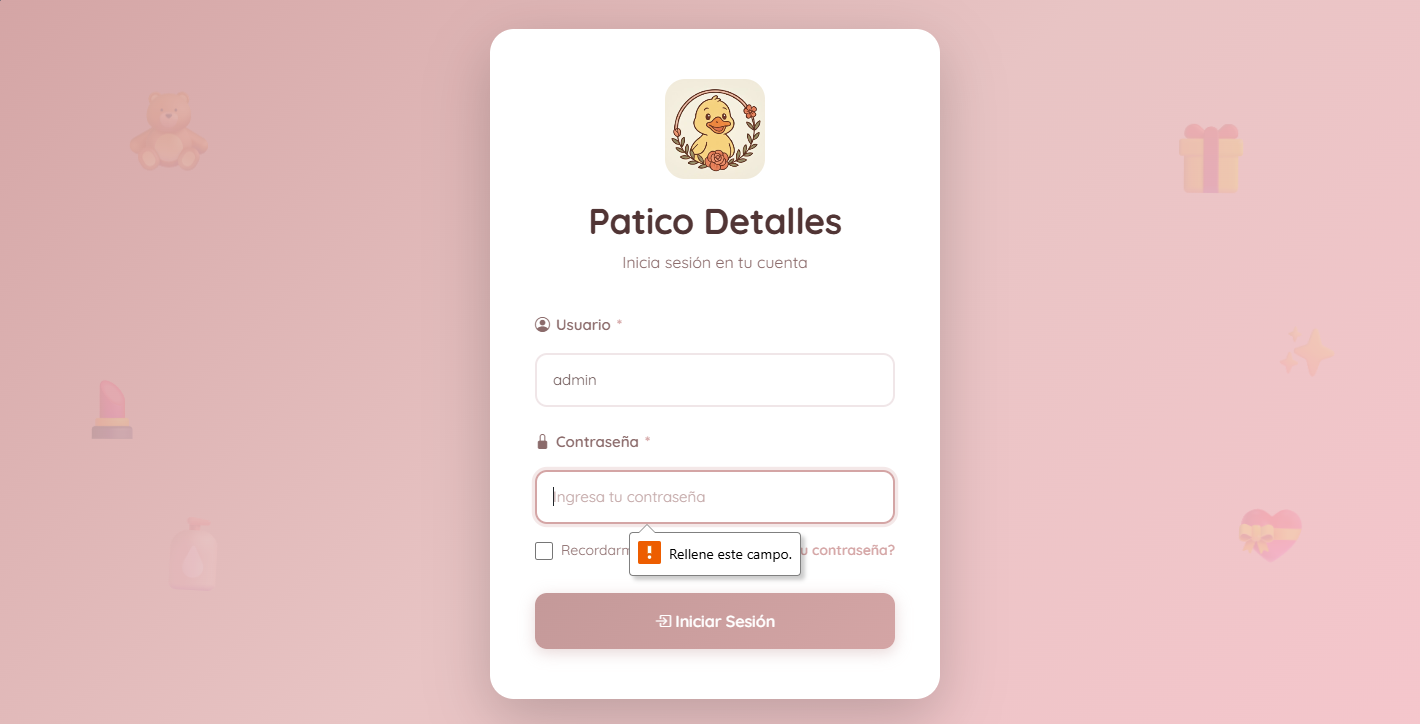 Patico Detalles
Inicia sesión en tu cuenta
Usuario *
admin
Contraseña *
Ingresa tu contraseña
Rellene este campo.
contraseña?
Iniciar Sesión